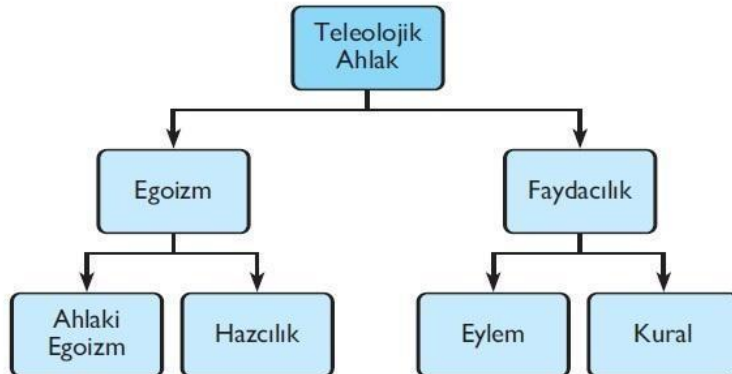 Teleolojik
Ahlak
Egoizm
Faydacılık
Ahlaki
Egoizm
Hazcılık
Eylem
Kural